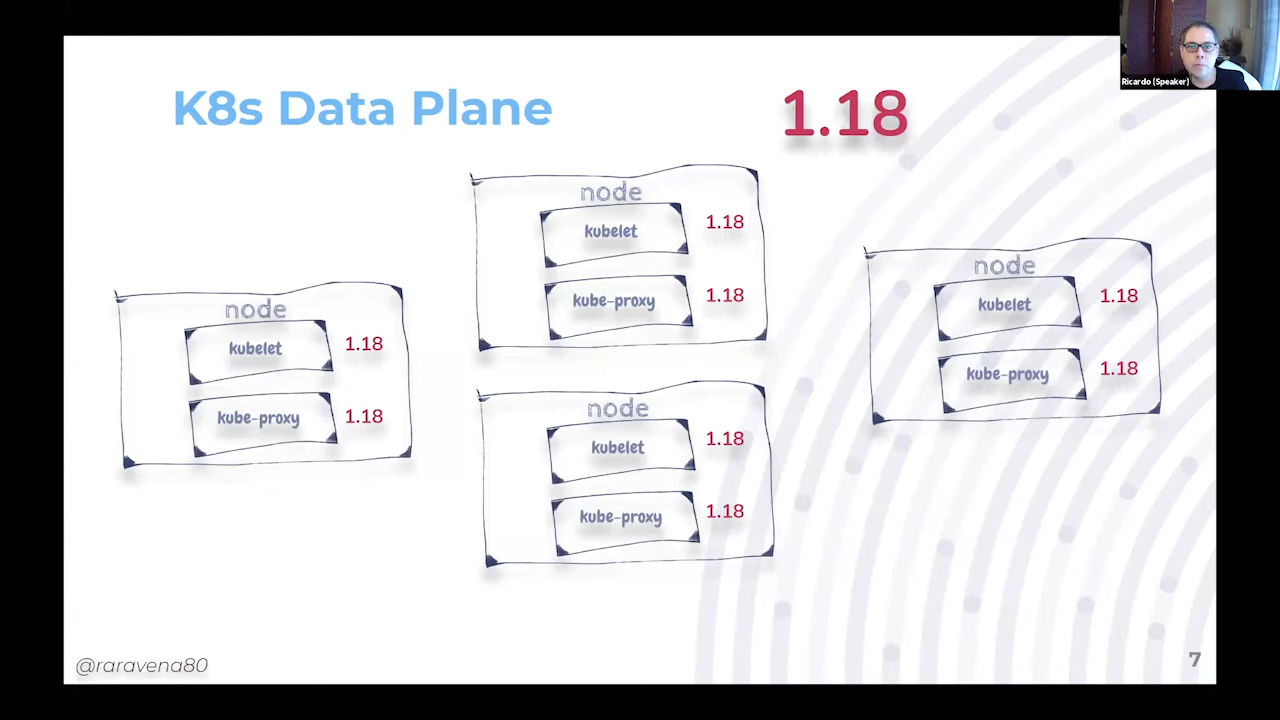 Ricardo (Speaker)
K8s Data Plane
1.18
node
kubelet
1.18
kube-proxy
1.18
node
kubelet
1.18
kube-proxy
1.18
node
kubelet
1.18
kube-proxy
1.18
node
kubelet
1.18
kube-proxy
1.18
@raravena80
7